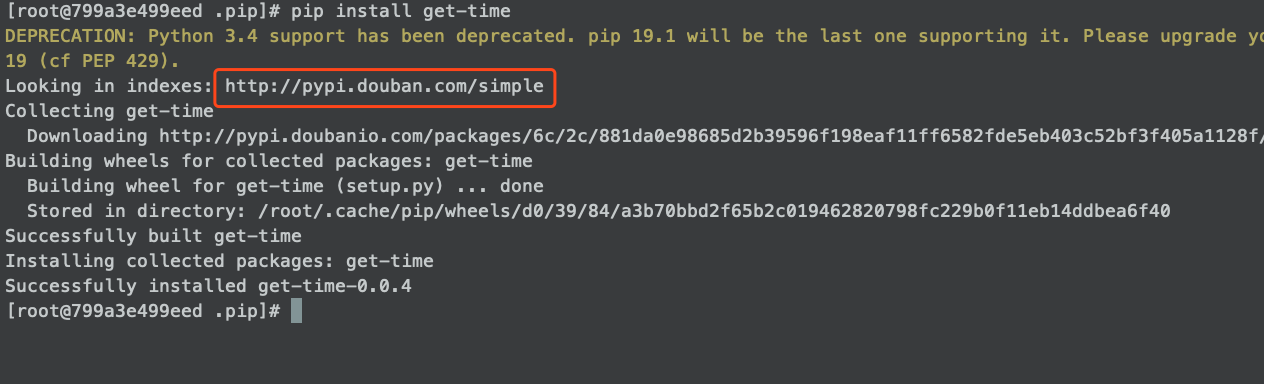 [root@799a3e499eed .pip]# pip install get-time
DEPRECATION: Python 3.4 support has been deprecated. pip 19.1 will be the last one supporting it. Please upgrade yo
19 (cf PEP 429).
Looking in indexes: http://pypi.douban.com/simple
Collecting get-time
  Downloading http://pypi.doubanio.com/packages/6c/2c/881da0e98685d2b39596f198eaf11ff6582fde5eb403c52bf3f405a1128f/
Building wheels for collected packages: get-time
  Building wheel for get-time (setup.py) ... done
  Stored in directory: /root/.cache/pip/wheels/d0/39/84/a3b70bbd2f65b2c019462820798fc229b0f11eb14ddbea6f40
Successfully built get-time
Installing collected packages: get-time
Successfully installed get-time-0.0.4
[root@799a3e499eed .pip]#